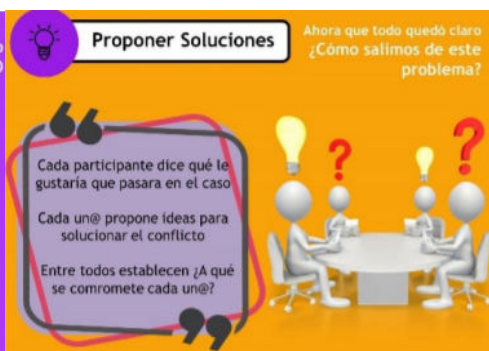 Proponer Soluciones
Ahora que todo quedó claro
¿Cómo salimos de este
problema?
Cada participante dice qué le
gustaría que pasara en el caso
Cada un@ propone ideas para
solucionar el conflicto
Entre todos establecen ¿A qué
se compromete cada un@?